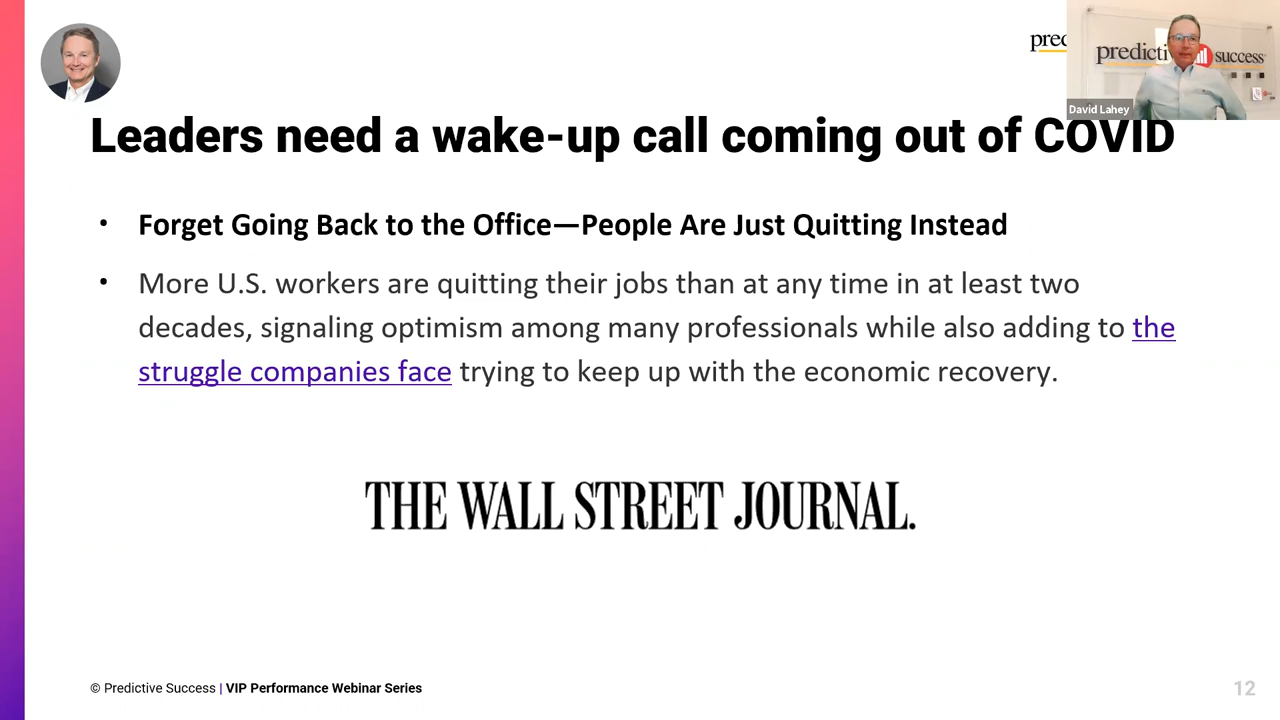 prec
predicti success
David Lahey
Leaders need a wake-up call coming out of COVID
• Forget Going Back to the Office—People Are Just Quitting Instead
• More U.S. workers are quitting their jobs than at any time in at least two
decades, signaling optimism among many professionals while also adding to the
struggle companies face trying to keep up with the economic recovery.
THE WALL STREET JOURNAL.
© Predictive Success | VIP Performance Webinar Series
12